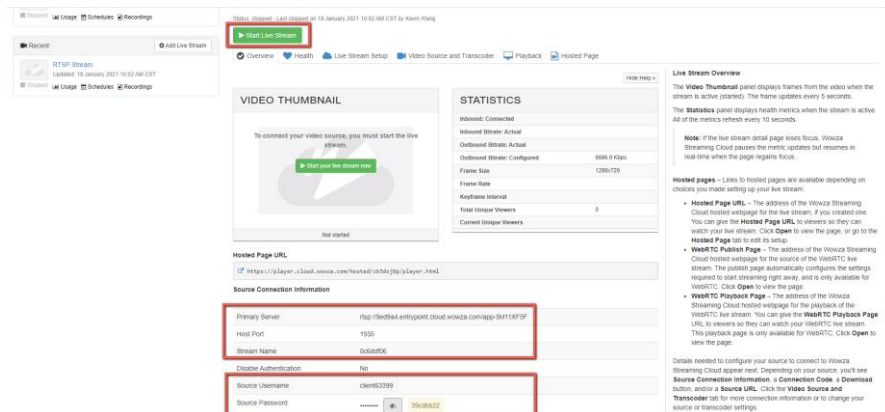 Stopped Usage Schedules Recordings
Recent
Add Live Stream
RTSP Stream
Updated: 18 January 2021 10:02 AM CST
Stopped Usage Schedules Recordings
Status: stopped - Last stopped on 18 January 2021 10:02 AM CST by Kevin Wang
Start Live Stream
Overview Health Live Stream Setup Video Source and Transcoder Playback Hosted Page
Hide Help »
VIDEO THUMBNAIL
To connect your video source, you must start the live
stream.
Start your live stream now
Not started
STATISTICS
Inbound: Connected
Inbound Bitrate: Actual
Outbound Bitrate: Actual
Outbound Bitrate: Configured 6686.0 Kbps
Frame Size 1280x720
Frame Rate
Keyframe Interval
Total Unique Viewers 0
Current Unique Viewers
Hosted Page URL
Source Connection Information
Primary Server
Host Port 1935
Stream Name 0c6ddf06
Disable Authentication No
Source Username client63399
Source Password ········ 39cdbb22
Live Stream Overview
The Video Thumbnail panel displays frames from the video when the
stream is active (started). The frame updates every 5 seconds.
The Statistics panel displays health metrics when the stream is active
All of the metrics refresh every 10 seconds.
Note: If the live stream detail page loses focus, Wowza
Streaming Cloud pauses the metric updates but resumes in
real-time when the page regains focus.
Hosted pages – Links to hosted pages are available depending on
choices you made setting up your live stream:
• Hosted Page URL – The address of the Wowza Streaming
Cloud hosted webpage for the live stream, if you created one.
You can give the Hosted Page URL to viewers so they can
watch your live stream. Click Open to view the page, or go to the
Hosted Page tab to edit its setup.
• WebRTC Publish Page – The address of the Wowza Streaming
Cloud hosted webpage for the source of the WebRTC live
stream. The publish page automatically configures the settings
required to start streaming right away, and is only available for
WebRTC. Click Open to view the page.
• WebRTC Playback Page – The address of the Wowza
Streaming Cloud hosted webpage for the playback of the
WebRTC live stream. You can give the WebRTC Playback Page
URL to viewers so they can watch your WebRTC live stream.
This playback page is only available for WebRTC. Click Open to
view the page.
Details needed to configure your source to connect to Wowza
Streaming Cloud appear next. Depending on your source, you'll see
Source Connection Information, a Connection Code, a Download
button, and/or a Source URL. Click the Video Source and
Transcoder tab for more connection information or to change your
source or transcoder settings.